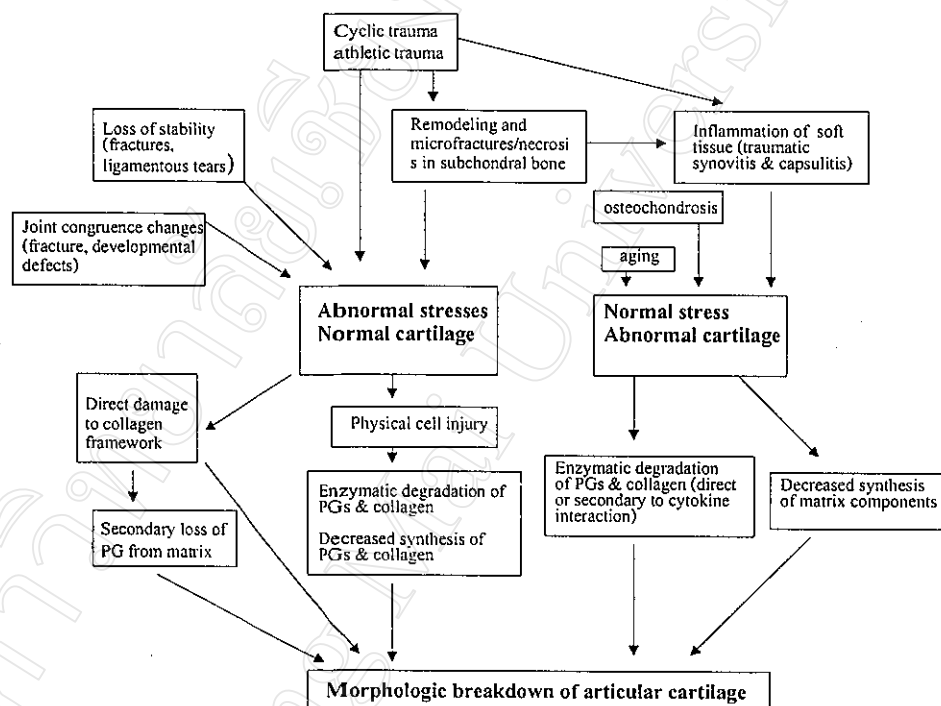 Cyclic trauma
athletic trauma
Loss of stability
(fractures,
ligamentous tears)
Remodeling and
microfractures/necrosis
s in subchondral bone
Inflammation of soft
tissue (traumatic
synovitis & capsulitis)
osteochondrosis
Joint congruence changes
(fracture, developmental
defects)
aging
Abnormal stresses
Normal cartilage
Normal stress
Abnormal cartilage
Direct damage
to collagen
framework
Physical cell injury
Enzymatic degradation of
PGs & collagen
Decreased synthesis of
PGs & collagen
Enzymatic degradation
of PGs & collagen (direct
or secondary to cytokine
interaction)
Decreased synthesis
of matrix components
Secondary loss of
PG from matrix
Morphologic breakdown of articular cartilage